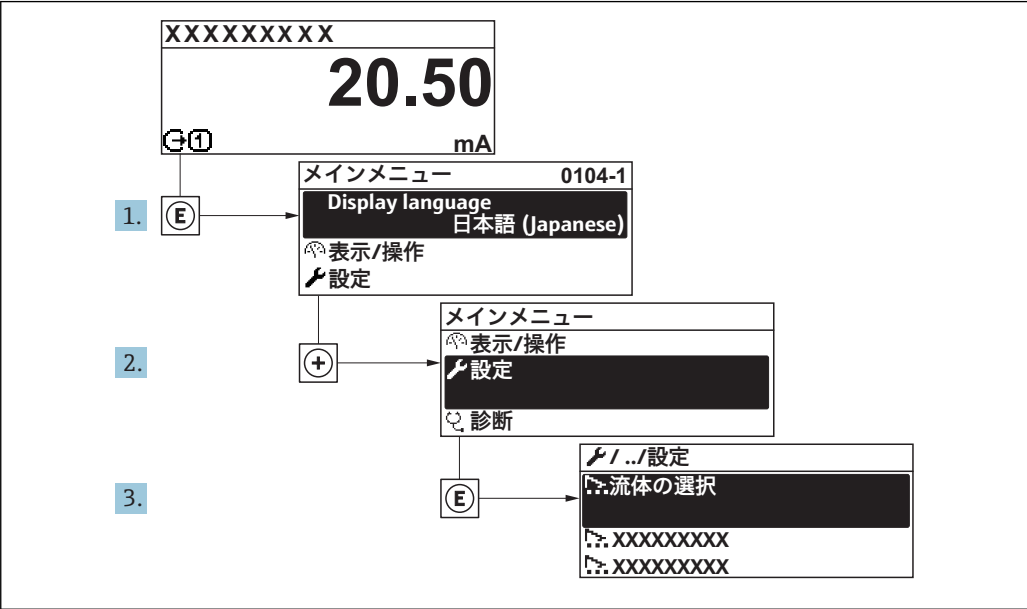 XXXXXXXXX
20.50
1
mA
メインメニュー 0104-1
Display language
日本語 (Japanese)
1. E
表示/操作
設定
メインメニュー
表示/操作
2. +
設定
診断
/ ../設定
流体の選択
3. E
XXXXXXXXX
XXXXXXXXX